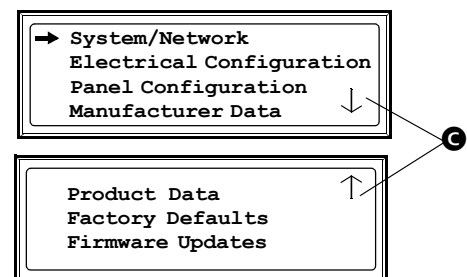 System/Network
Electrical Configuration
Panel Configuration
Manufacturer Data
C
Product Data
Factory Defaults
Firmware Updates